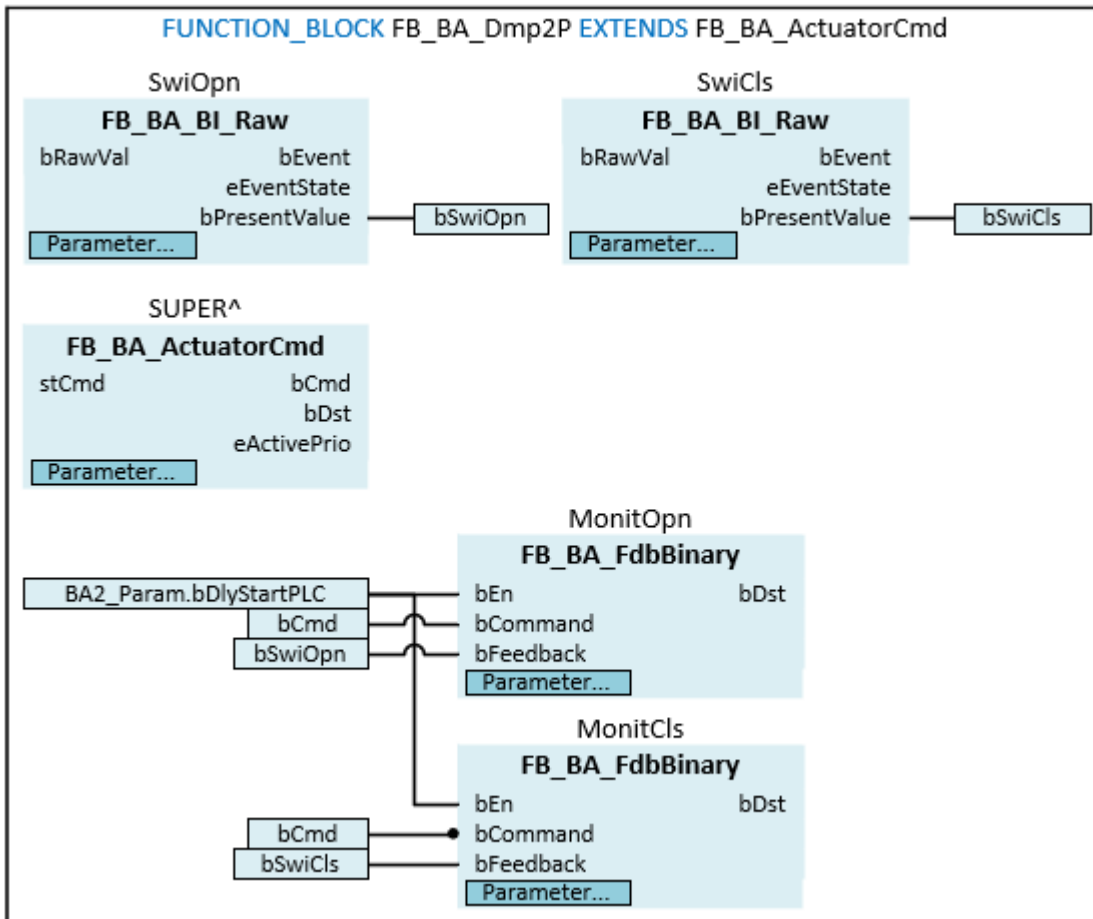 FUNCTION_BLOCK FB_BA_Dmp2P EXTENDS FB_BA_ActuatorCmd
SwiOpn
FB_BA_BI_Raw
bRawVal bEvent
eEventState
bPresentValue bSwiOpn
Parameter...
SwiCls
FB_BA_BI_Raw
bRawVal bEvent
eEventState
bPresentValue bSwiCls
Parameter...
SUPER^
FB_BA_ActuatorCmd
stCmd bCmd
bDst
eActivePrio
Parameter...
MonitOpn
FB_BA_FdbBinary
BA2_Param.bDlyStartPLC bEn bDst
bCmd bCommand
bSwiOpn bFeedback
Parameter...
MonitCls
FB_BA_FdbBinary
bEn bDst
bCmd bCommand
bSwiCls bFeedback
Parameter...